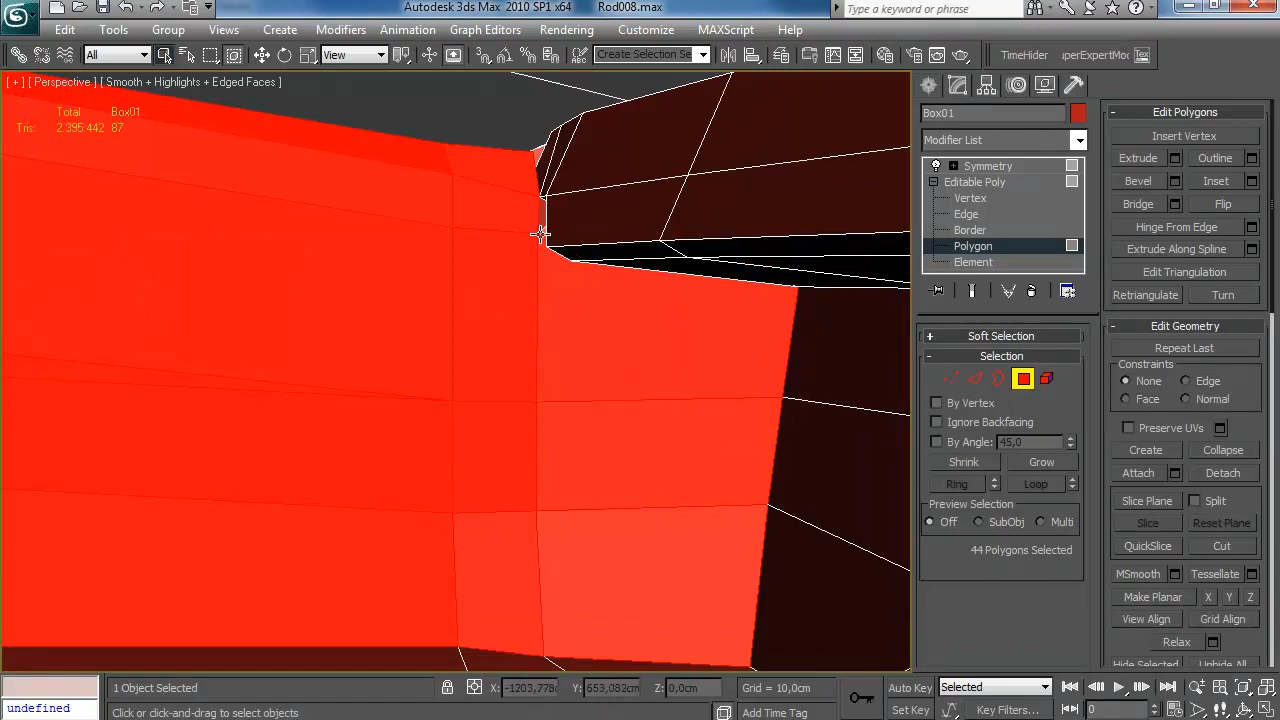 Autodesk 3ds Max 2010 SP1 x64 Rod008.max
Type a keyword or phrase
Edit Tools Group Views Create Modifiers Animation Graph Editors Rendering Customize MAXScript Help
All View Create Selection Se TimeHider uperExpertMod Tex
[ + ] [ Perspective ] [ Smooth + Highlights + Edged Faces ]
Total Box01
Tris: 2.395.442 87
Box01
Modifier List
Symmetry
Editable Poly
Vertex
Edge
Border
Polygon
Element
Soft Selection
Selection
By Vertex
Ignore Backfacing
By Angle: 45,0
Shrink Grow
Ring Loop
Preview Selection
Off SubObj Multi
44 Polygons Selected
Edit Polygons
Insert Vertex
Extrude Outline
Bevel Inset
Bridge Flip
Hinge From Edge
Extrude Along Spline
Edit Triangulation
Retriangulate Turn
Edit Geometry
Repeat Last
Constraints
None Edge
Face Normal
Preserve UVs
Create Collapse
Attach Detach
Slice Plane Split
Slice Reset Plane
QuickSlice Cut
MSmooth Tessellate
Make Planar X Y Z
View Align Grid Align
Relax
Hide Selected Unhide All
1 Object Selected X: -1203,778c Y: 653,082cm Z: 0,0cm Grid = 10,0cm Auto Key Selected
undefined Click or click-and-drag to select objects Add Time Tag Set Key Key Filters... 0